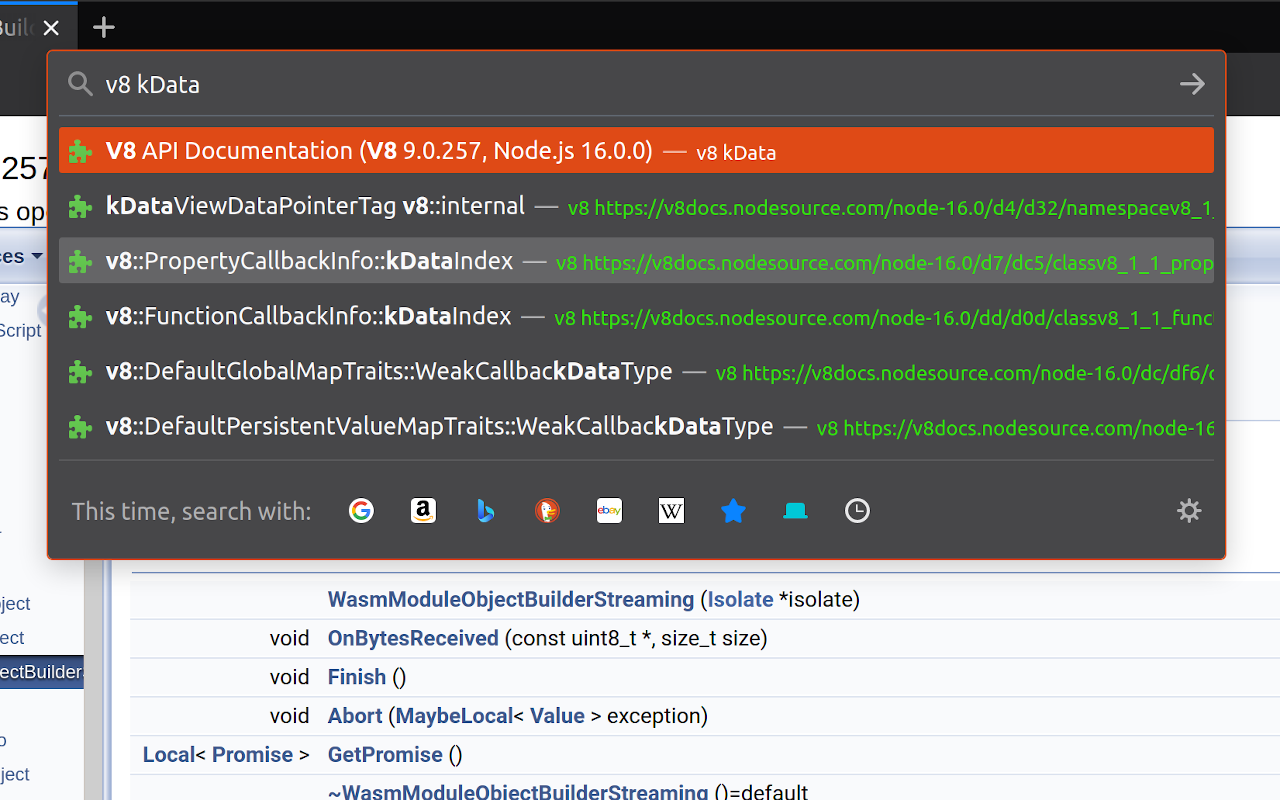 Buil
v8 kData
V8 API Documentation (V8 9.0.257, Node.js 16.0.0) — v8 kData
.257
kDataViewDataPointerTag v8::internal — v8 https://v8docs.nodesource.com/node-16.0/d4/d32/namespacev8_1_
s op
ces
v8::PropertyCallbackInfo::kDataIndex — v8 https://v8docs.nodesource.com/node-16.0/d7/dc5/classv8_1_1_prop
ay
v8::FunctionCallbackInfo::kDataIndex — v8 https://v8docs.nodesource.com/node-16.0/dd/d0d/classv8_1_1_func
Script
v8::DefaultGlobalMapTraits::WeakCallbackDataType — v8 https://v8docs.nodesource.com/node-16.0/dc/df6/c
v8::DefaultPersistentValueMapTraits::WeakCallbackDataType — v8 https://v8docs.nodesource.com/node-16
This time, search with: G a ebay W
WasmModuleObjectBuilderStreaming (Isolate *isolate)
ject
void OnBytesReceived (const uint8_t *, size_t size)
ect
void Finish ()
ectBuilder
void Abort (MaybeLocal< Value > exception)
o
Local< Promise > GetPromise ()
ject
~WasmModuleObjectBuilderStreaming ()=default